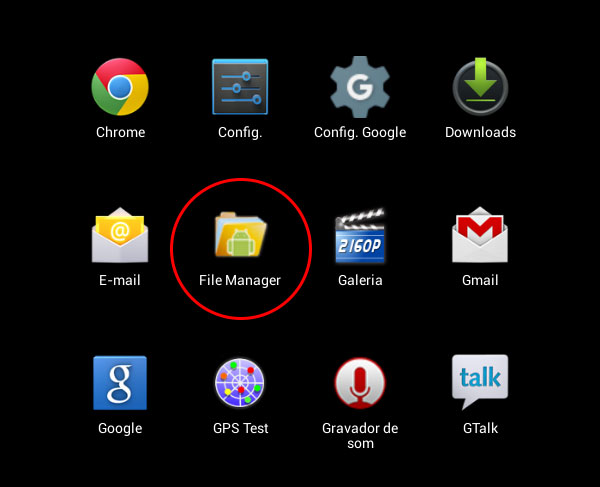 Chrome
Config.
Config. Google
Downloads
@
E-mail
File Manager
2160P
Galeria
Gmail
g
Google
GPS Test
Gravador de
som
talk
GTalk